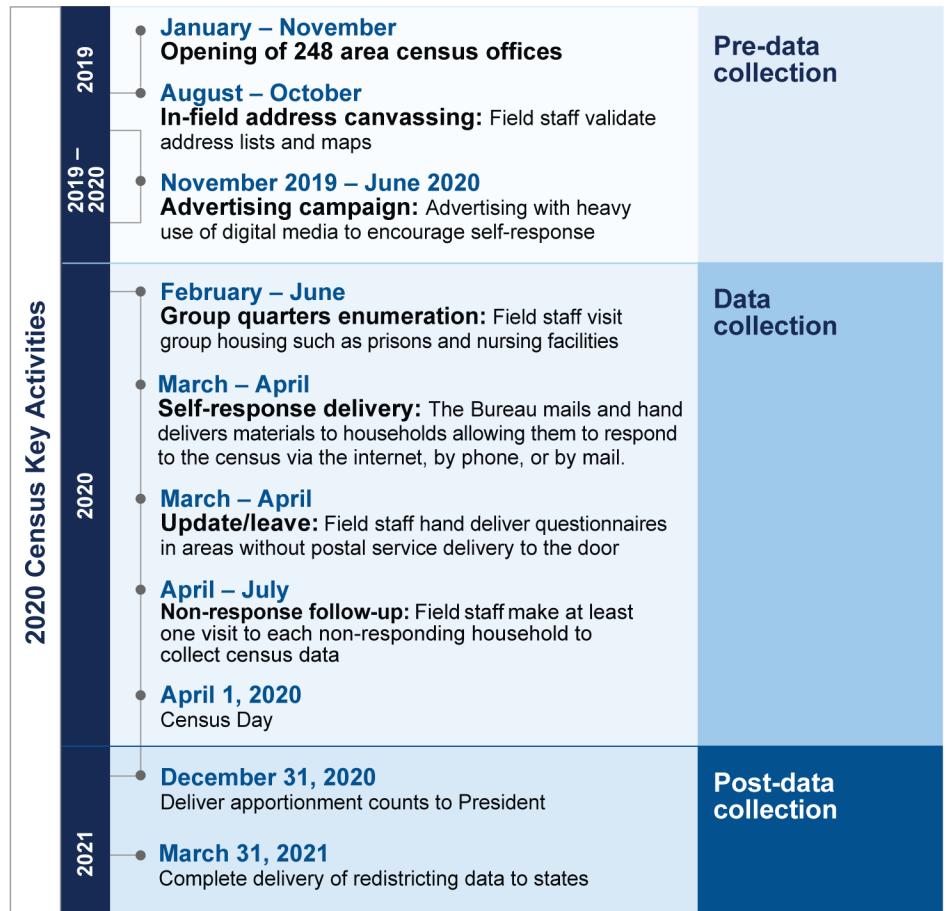 2020 Census Key Activities
2019
January – November
Opening of 248 area census offices
August – October
In-field address canvassing: Field staff validate
address lists and maps
2019 –
2020
November 2019 – June 2020
Advertising campaign: Advertising with heavy
use of digital media to encourage self-response
Pre-data
collection
2020
February – June
Group quarters enumeration: Field staff visit
group housing such as prisons and nursing facilities
March – April
Self-response delivery: The Bureau mails and hand
delivers materials to households allowing them to respond
to the census via the internet, by phone, or by mail.
March – April
Update/leave: Field staff hand deliver questionnaires
in areas without postal service delivery to the door
April – July
Non-response follow-up: Field staff make at least
one visit to each non-responding household to
collect census data
April 1, 2020
Census Day
Data
collection
December 31, 2020
Deliver apportionment counts to President
2021
March 31, 2021
Complete delivery of redistricting data to states
Post-data
collection